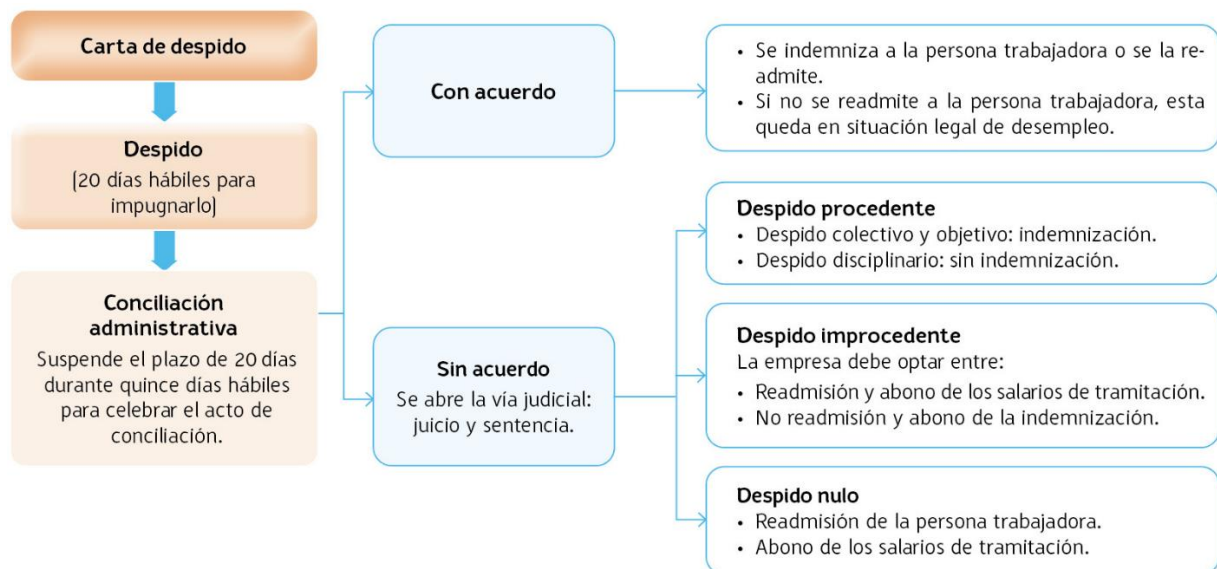 Carta de despido
Despido
(20 días hábiles para
impugnarlo)
Conciliación
administrativa
Suspende el plazo de 20 días
durante quince días hábiles
para celebrar el acto de
conciliación.
Con acuerdo
• Se indemniza a la persona trabajadora o se la re-
admite.
• Si no se readmite a la persona trabajadora, esta
queda en situación legal de desempleo.
Sin acuerdo
Se abre la vía judicial:
juicio y sentencia.
Despido procedente
• Despido colectivo y objetivo: indemnización.
• Despido disciplinario: sin indemnización.
Despido improcedente
La empresa debe optar entre:
• Readmisión y abono de los salarios de tramitación.
• No readmisión y abono de la indemnización.
Despido nulo
• Readmisión de la persona trabajadora.
• Abono de los salarios de tramitación.